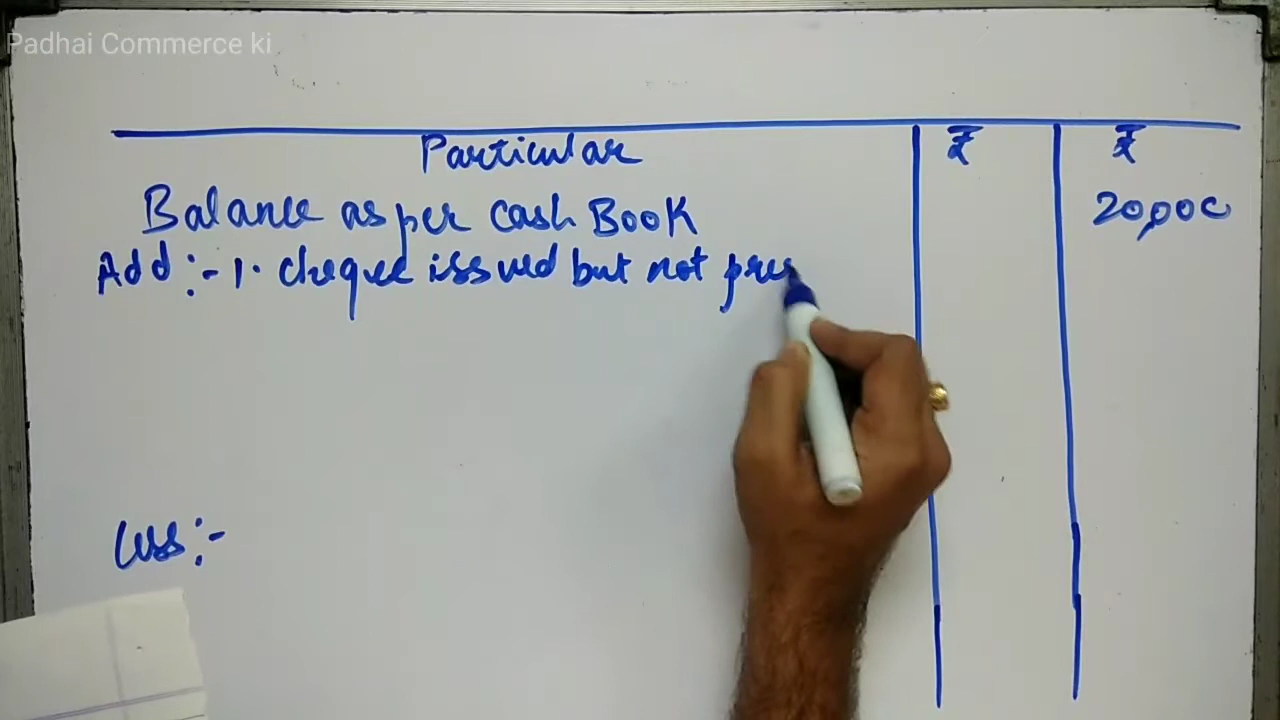 Padhai Commerce ki
Particular ₹ ₹
Balance as per cash Book 20,000
Add :- 1. cheque issued but not pres
Less :-